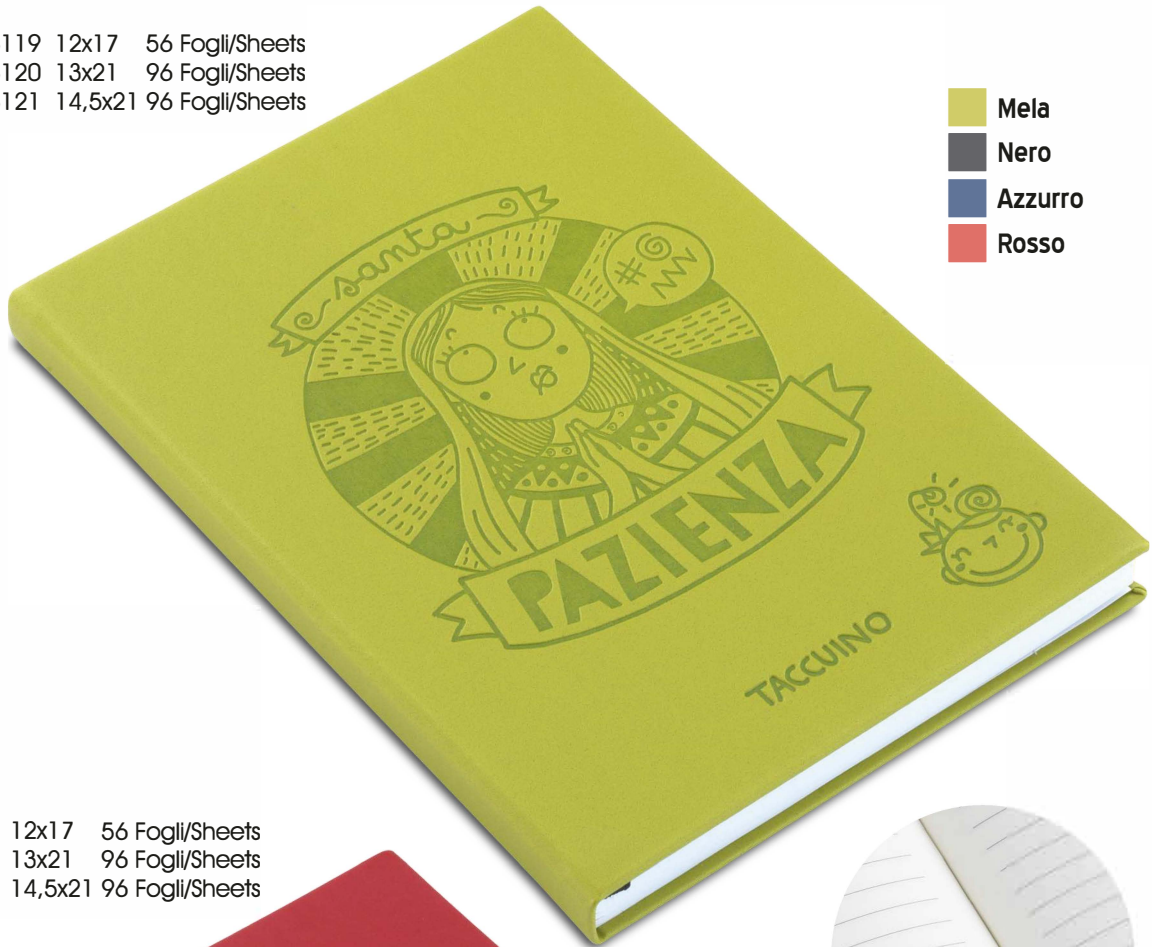 119 12x17 56 Fogli/Sheets
120 13x21 96 Fogli/Sheets
121 14,5x21 96 Fogli/Sheets
Mela
Nero
Azzurro
Rosso
santa
#@
PAZIENZA
TACCUINO
12x17 56 Fogli/Sheets
13x21 96 Fogli/Sheets
14,5x21 96 Fogli/Sheets